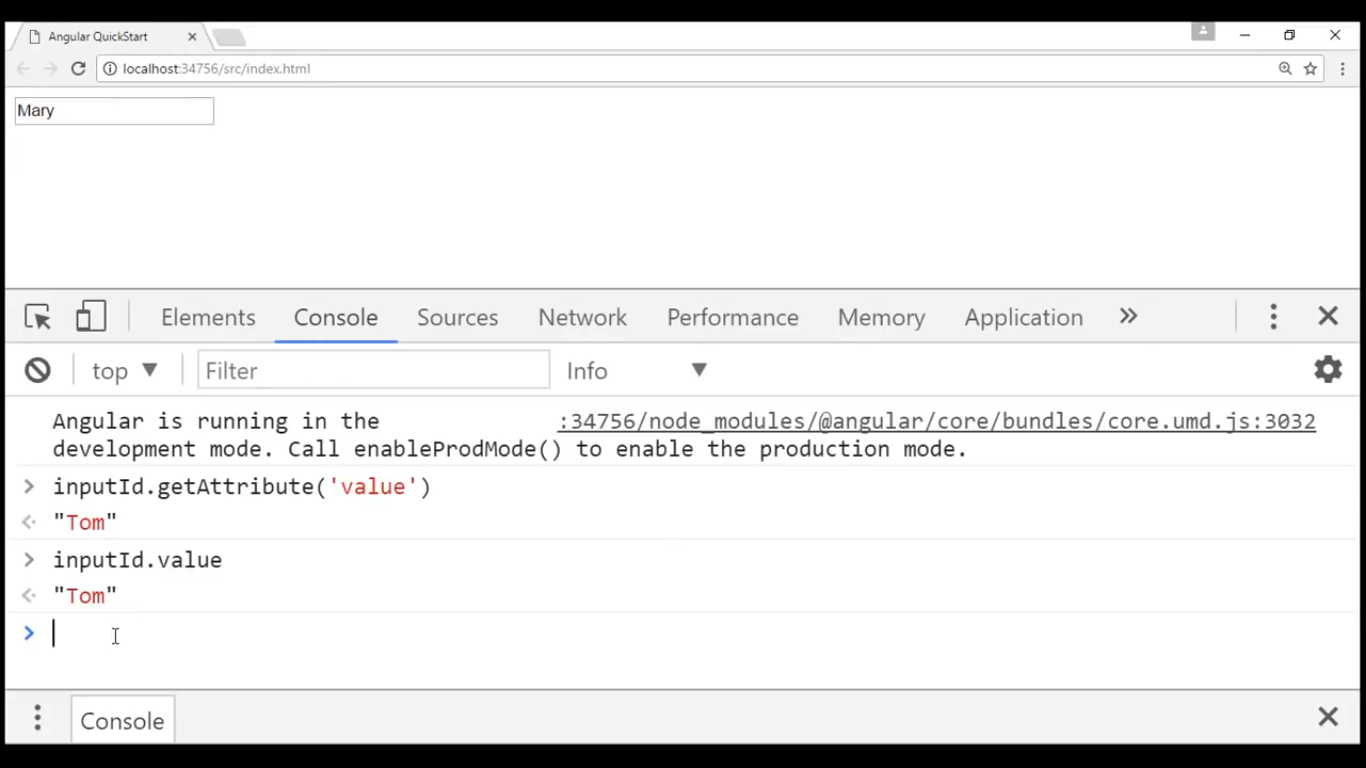 Angular QuickStart
localhost:34756/src/index.html
Mary
Elements Console Sources Network Performance Memory Application »
top Filter Info
Angular is running in the :34756/node_modules/@angular/core/bundles/core.umd.js:3032
development mode. Call enableProdMode() to enable the production mode.
> inputId.getAttribute('value')
"Tom"
> inputId.value
"Tom"
>
Console